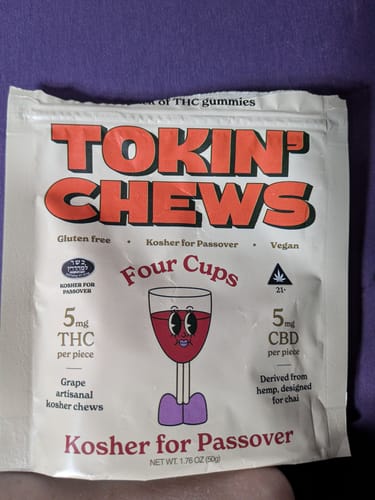 of THC gummies
TOKIN'
CHEWS
Gluten free • Kosher for Passover • Vegan
Four Cups
KOSHER FOR
PASSOVER
21+
5mg
THC
per piece
5mg
CBD
per piece
Grape
artisanal
kosher chews
Derived from
hemp, designed
for chai
Kosher for Passover
NET WT. 1.76 OZ (50g)